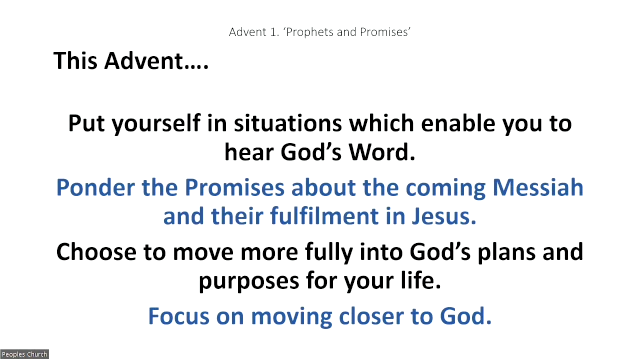 Advent 1. ‘Prophets and Promises’
This Advent….
Put yourself in situations which enable you to
hear God’s Word.
Ponder the Promises about the coming Messiah
and their fulfilment in Jesus.
Choose to move more fully into God’s plans and
purposes for your life.
Focus on moving closer to God.
Peoples Church